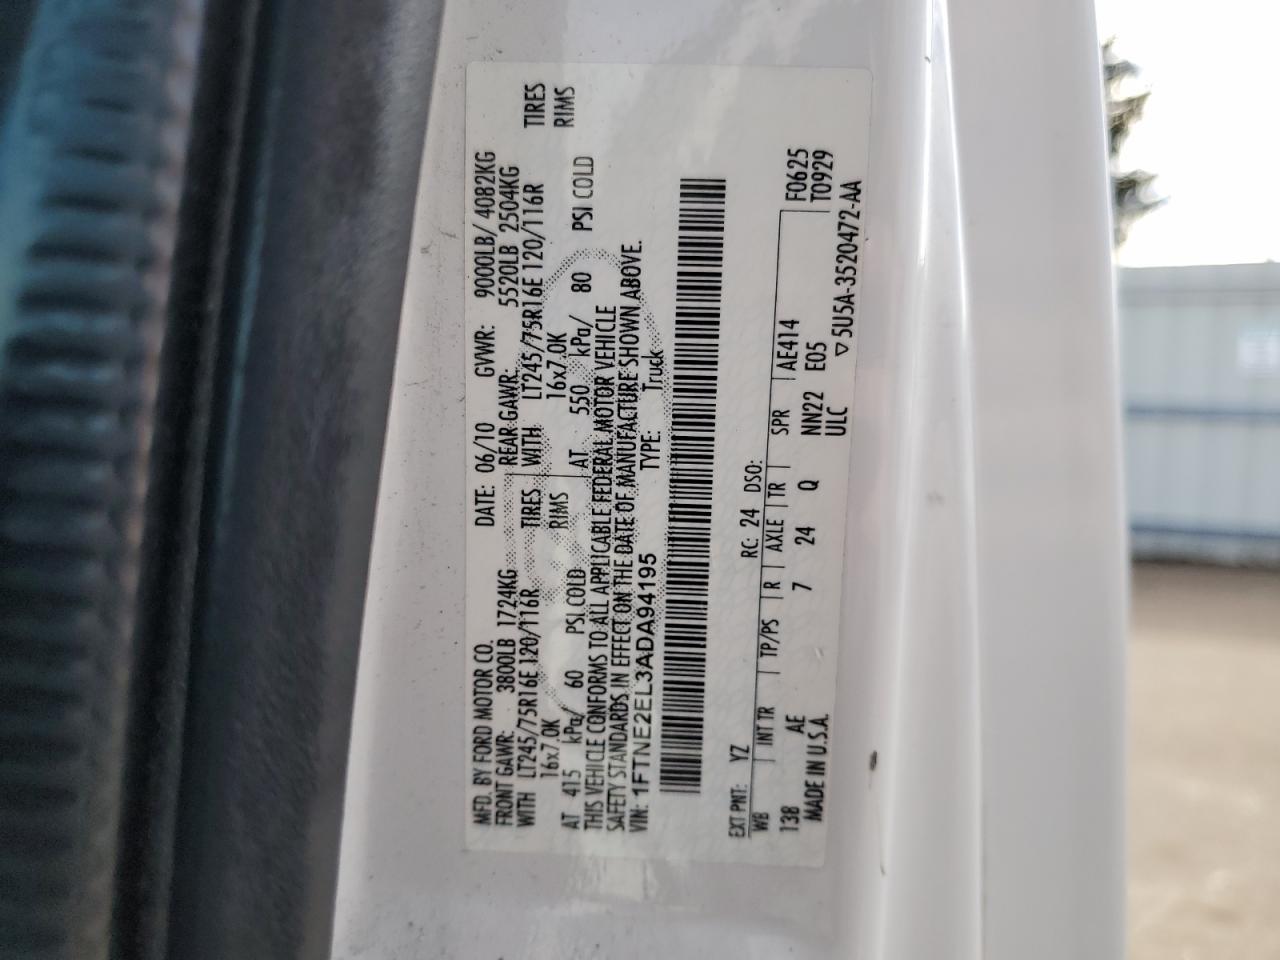 MFD. BY FORD MOTOR CO. DATE: 06/10 GVWR: 9000LB/ 4082KG
FRONT GAWR: 3800LB 1724KG REAR GAWR: 5520LB 2504KG
WITH LT245/75R16E 120/116R TIRES WITH LT245/75R16E 120/116R TIRES
16x7.0K RIMS 16x7.0K RIMS
AT 415 kPa/ 60 PSI COLD AT 550 kPa/ 80 PSI COLD
THIS VEHICLE CONFORMS TO ALL APPLICABLE FEDERAL MOTOR VEHICLE
SAFETY STANDARDS IN EFFECT ON THE DATE OF MANUFACTURE SHOWN ABOVE.
VIN: 1FTNE2EL3ADA94195 TYPE: Truck
EXT PNT: YZ RC: 24 DSO:
WB INT TR TP/PS R AXLE TR SPR AE414 F0625
138 AE 7 24 Q NN22 E05 T0929
MADE IN U.S.A. ULC ▽5U5A-3520472-AA